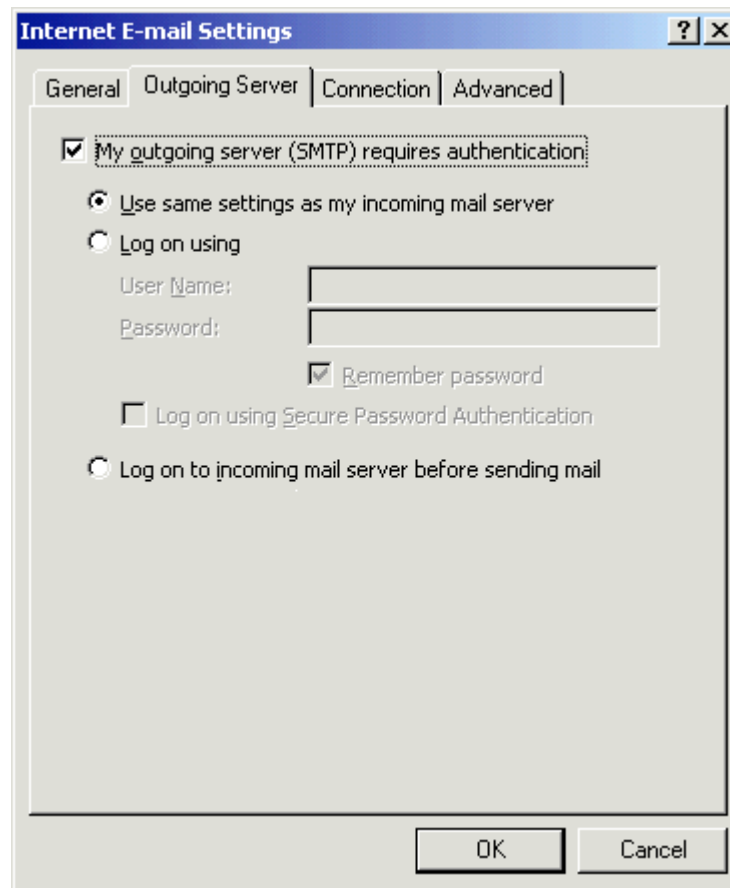 Internet E-mail Settings
General Outgoing Server Connection Advanced
My outgoing server (SMTP) requires authentication
Use same settings as my incoming mail server
Log on using
User Name:
Password:
Remember password
Log on using Secure Password Authentication
Log on to incoming mail server before sending mail
OK Cancel